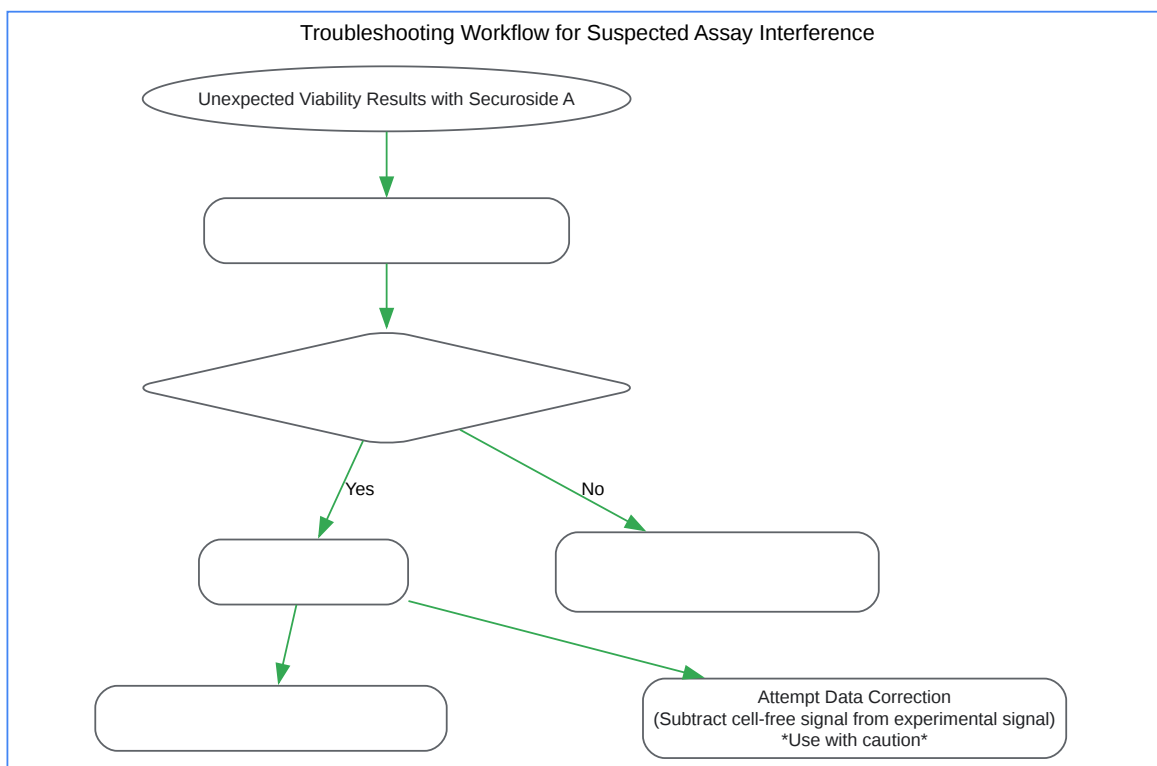 Troubleshooting Workflow for Suspected Assay Interference
Unexpected Viability Results with Securoside A
Yes
No
Attempt Data Correction
(Subtract cell-free signal from experimental signal)
*Use with caution*